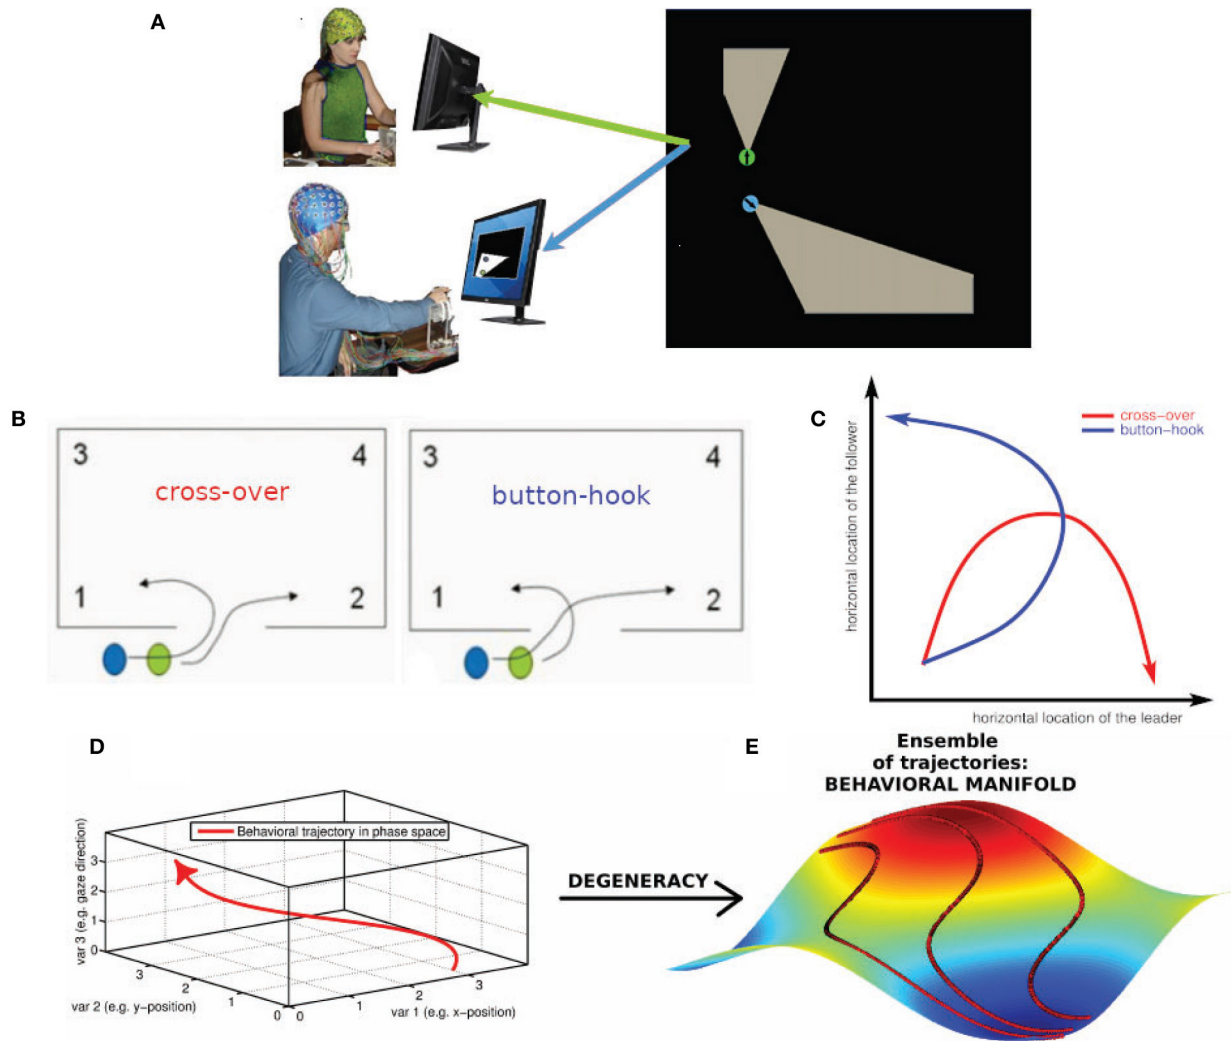 A
B
3 4
cross-over
1 2
3 4
button-hook
1 2
C
cross-over
button-hook
horizontal location of the follower
horizontal location of the leader
D
Behavioral trajectory in phase space
var 3 (e.g. gaze direction)
3
2
1
0
3
2
1
0
0
1
2
3
var 2 (e.g. y-position)
var 1 (e.g. x-position)
DEGENERACY
E
Ensemble
of trajectories:
BEHAVIORAL MANIFOLD